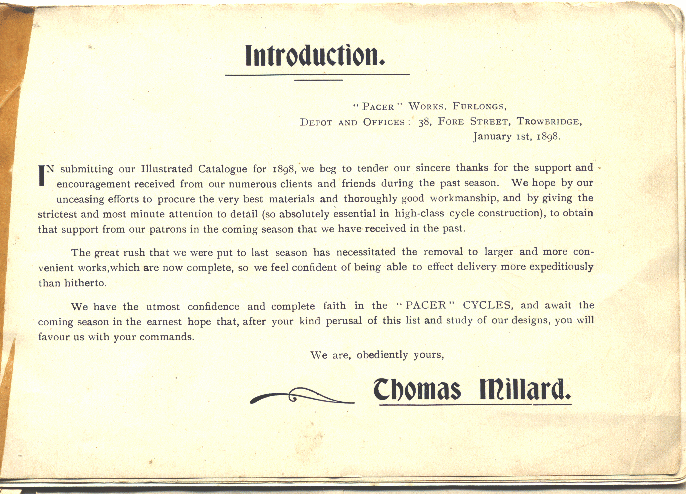 Introduction.
"PACER" WORKS, FURLONGS,
DEPOT AND OFFICES: 38, FORE STREET, TROWBRIDGE,
January 1st, 1898.
IN submitting our Illustrated Catalogue for 1898, we beg to tender our sincere thanks for the support and
encouragement received from our numerous clients and friends during the past season. We hope by our
unceasing efforts to procure the very best materials and thoroughly good workmanship, and by giving the
strictest and most minute attention to detail (so absolutely essential in high-class cycle construction), to obtain
that support from our patrons in the coming season that we have received in the past.
The great rush that we were put to last season has necessitated the removal to larger and more con-
venient works, which are now complete, so we feel confident of being able to effect delivery more expeditiously
than hitherto.
We have the utmost confidence and complete faith in the "PACER" CYCLES, and await the
coming season in the earnest hope that, after your kind perusal of this list and study of our designs, you will
favour us with your commands.
We are, obediently yours,
Thomas Millard.